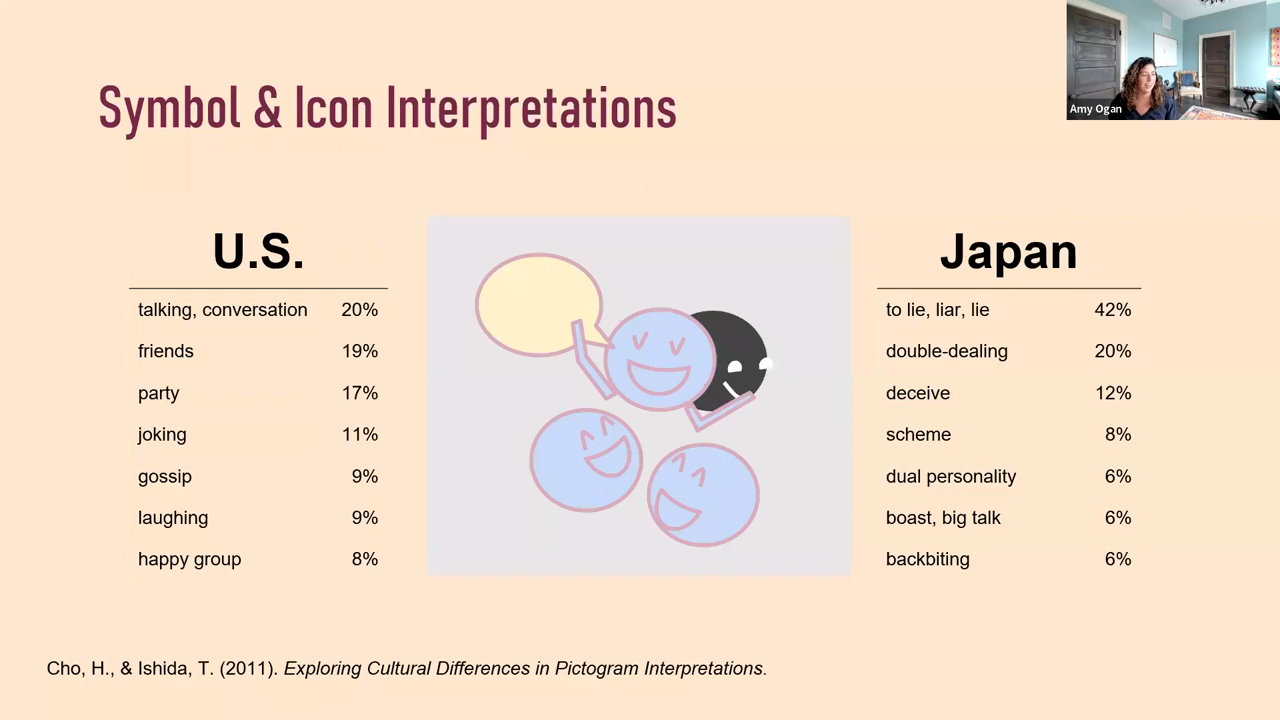 Amy Ogan
Symbol & Icon Interpretations
U.S.
talking, conversation 20%
friends 19%
party 17%
joking 11%
gossip 9%
laughing 9%
happy group 8%
Japan
to lie, liar, lie 42%
double-dealing 20%
deceive 12%
scheme 8%
dual personality 6%
boast, big talk 6%
backbiting 6%
Cho, H., & Ishida, T. (2011). Exploring Cultural Differences in Pictogram Interpretations.